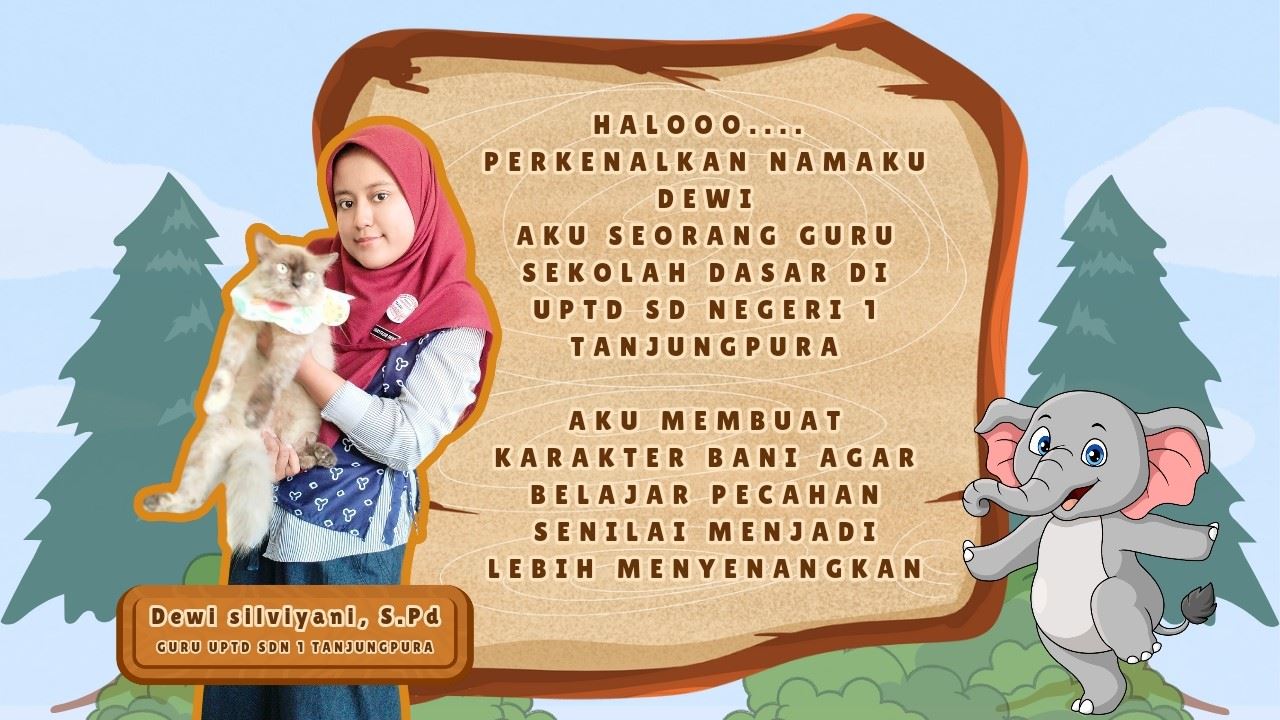 HALOOO....
PERKENALKAN NAMAKU
DEWI
AKU SEORANG GURU
SEKOLAH DASAR DI
UPTD SD NEGERI 1
TANJUNGPURA
AKU MEMBUAT
KARAKTER BANI AGAR
BELAJAR PECAHAN
SENILAI MENJADI
LEBIH MENYENANGKAN
Dewi silviyani, S.Pd
GURU UPTD SDN 1 TANJUNGPURA